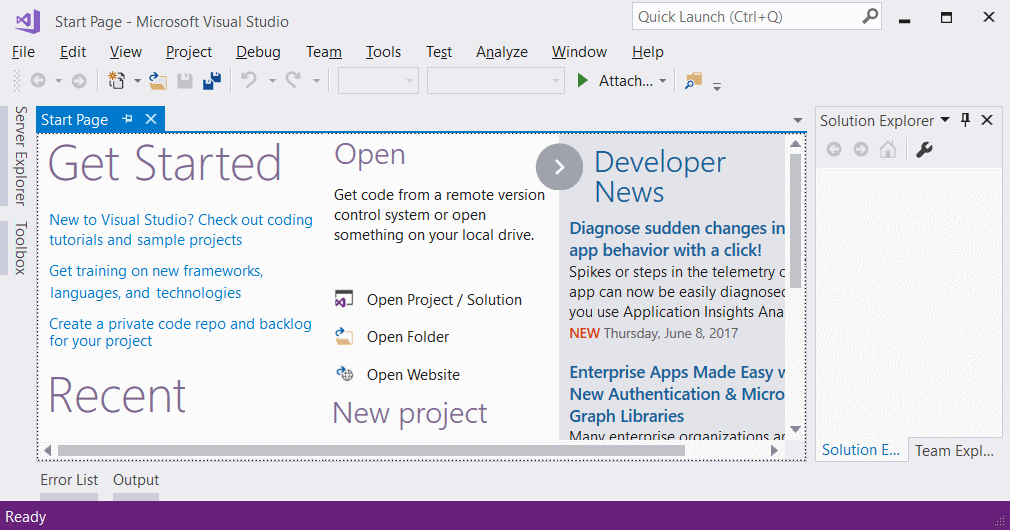 Start Page - Microsoft Visual Studio
Quick Launch (Ctrl+Q)
File Edit View Project Debug Team Tools Test Analyze Window Help
Attach...
Server Explorer
Toolbox
Start Page
Get Started
New to Visual Studio? Check out coding
tutorials and sample projects
Get training on new frameworks,
languages, and technologies
Create a private code repo and backlog
for your project
Recent
Open
Get code from a remote version
control system or open
something on your local drive.
Open Project / Solution
Open Folder
Open Website
New project
Developer
News
Diagnose sudden changes in
app behavior with a click!
Spikes or steps in the telemetry c
app can now be easily diagnosed
you use Application Insights Ana
NEW Thursday, June 8, 2017
Enterprise Apps Made Easy w
New Authentication & Micro
Graph Libraries
Many enterprise organizations ar
Solution Explorer
Solution E...
Team Expl...
Error List
Output
Ready